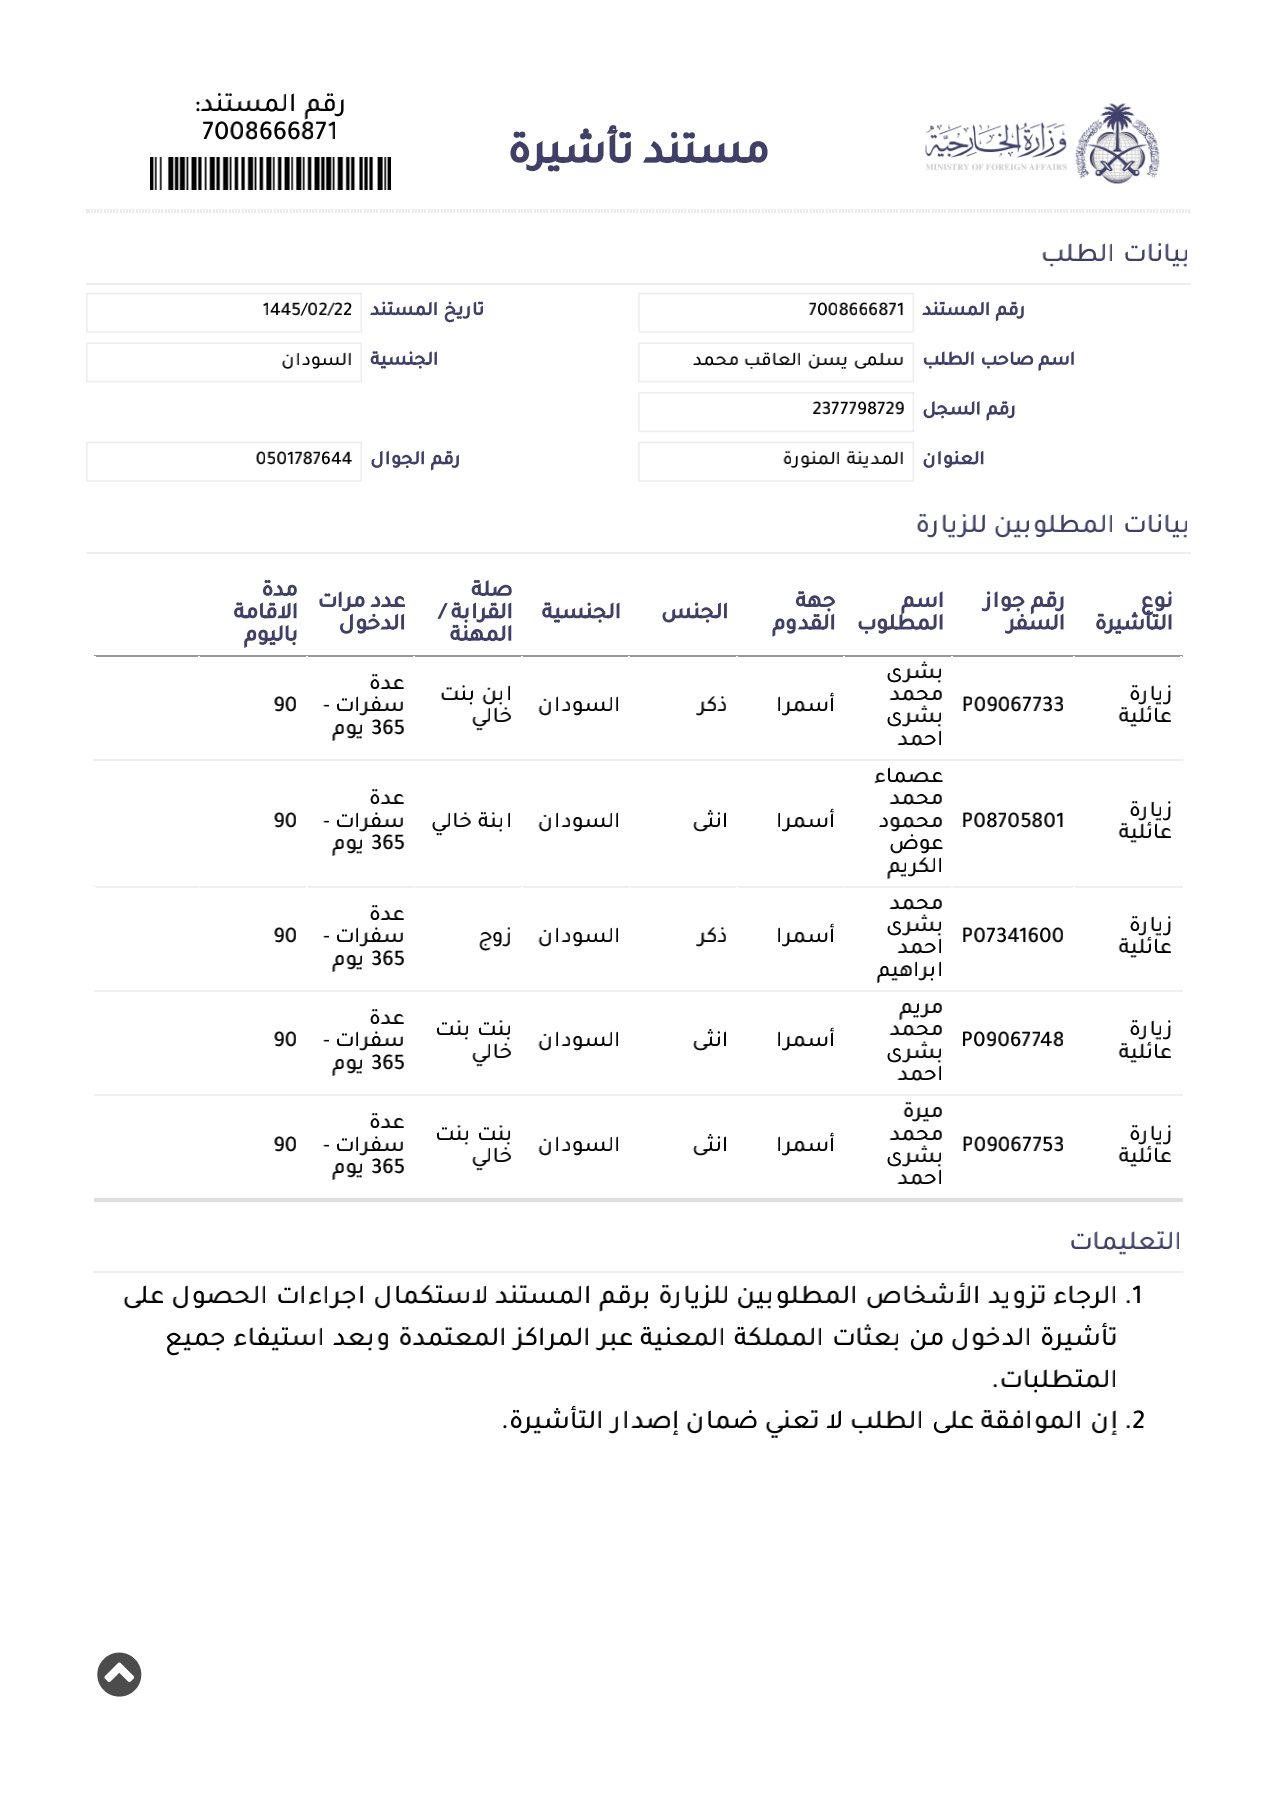 وزارة الخارجية
MINISTRY OF FOREIGN AFFAIRS
مستند تأشيرة
رقم المستند:
7008666871
بيانات الطلب
رقم المستند 7008666871 تاريخ المستند 1445/02/22
اسم صاحب الطلب سلمى يسن العاقب محمد الجنسية السودان
رقم السجل 2377798729
العنوان المدينة المنورة رقم الجوال 0501787644
بيانات المطلوبين للزيارة
نوع التأشيرة رقم جواز السفر اسم المطلوب جهة القدوم الجنس الجنسية صلة القرابة / المهنة عدد مرات الدخول مدة الاقامة باليوم
زيارة عائلية P09067733 بشرى محمد بشرى احمد أسمرا ذكر السودان ابن بنت خالي عدة سفرات - 365 يوم 90
زيارة عائلية P08705801 عصماء محمد محمود عوض الكريم أسمرا انثى السودان ابنة خالي عدة سفرات - 365 يوم 90
زيارة عائلية P07341600 محمد بشرى احمد ابراهيم أسمرا ذكر السودان زوج عدة سفرات - 365 يوم 90
زيارة عائلية P09067748 مريم محمد بشرى احمد أسمرا انثى السودان بنت بنت خالي عدة سفرات - 365 يوم 90
زيارة عائلية P09067753 ميرة محمد بشرى احمد أسمرا انثى السودان بنت بنت خالي عدة سفرات - 365 يوم 90
التعليمات
1. الرجاء تزويد الأشخاص المطلوبين للزيارة برقم المستند لاستكمال اجراءات الحصول على
تأشيرة الدخول من بعثات المملكة المعنية عبر المراكز المعتمدة وبعد استيفاء جميع
المتطلبات.
2. إن الموافقة على الطلب لا تعني ضمان إصدار التأشيرة.